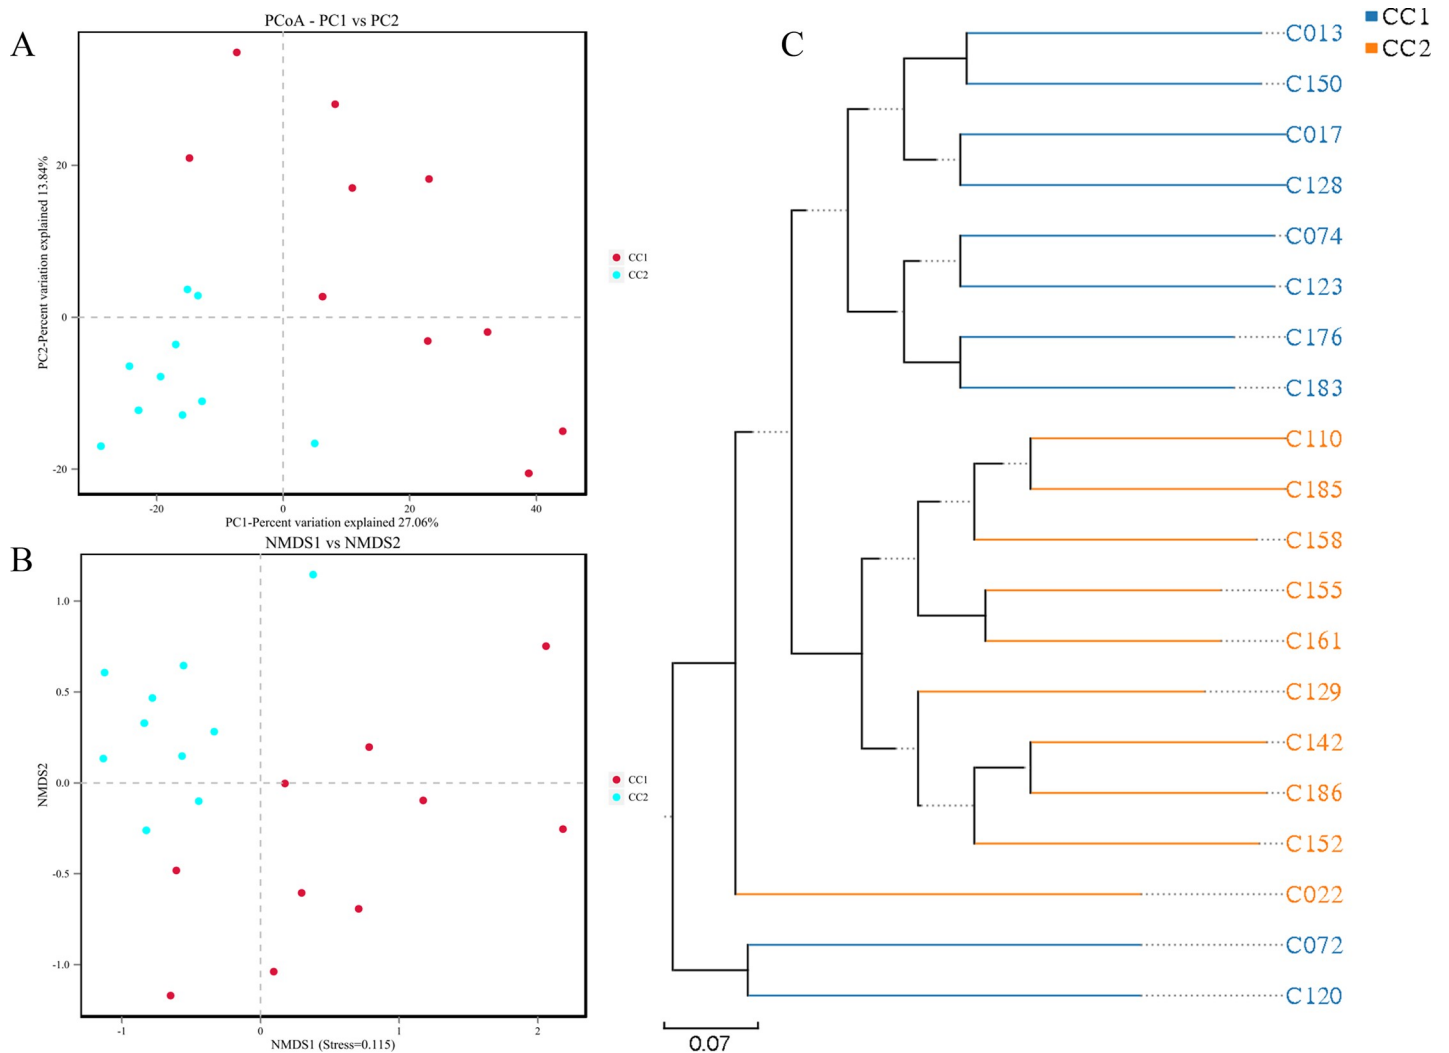 A
PCoA - PC1 vs PC2
PC2-Percent variation explained 13.84%
20
0
-20
-20
0
20
40
PC1-Percent variation explained 27.06%
CC1
CC2
B
NMDS1 vs NMDS2
NMDS2
1.0
0.5
0.0
-0.5
-1.0
-1
0
1
2
NMDS1 (Stress=0.115)
CC1
CC2
C
CC1
CC2
C013
C150
C017
C128
C074
C123
C176
C183
C110
C185
C158
C155
C161
C129
C142
C186
C152
C022
C072
C120
0.07